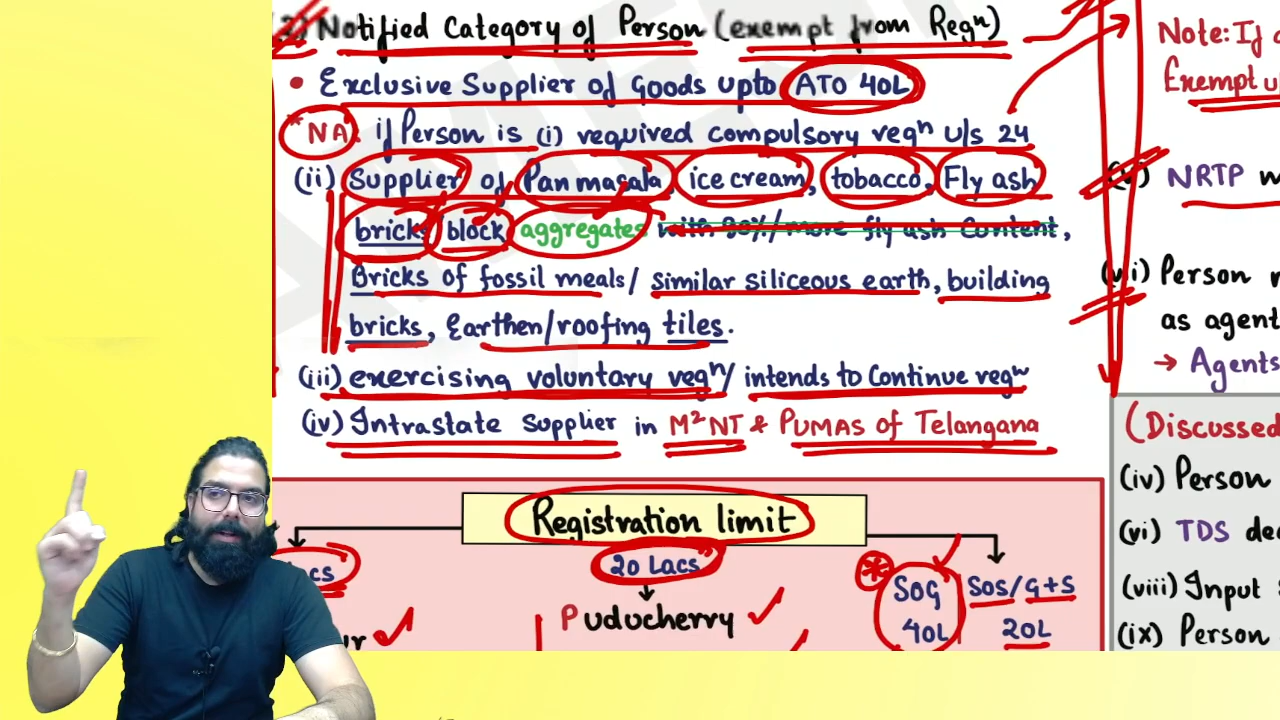 Notified Category of Person (exempt from Regⁿ)
• Exclusive Supplier of Goods upto ATO 40L
*NA: if Person is (i) required compulsory regⁿ u/s 24
(ii) Supplier of Pan masala, ice cream, tobacco, Fly ash
bricks block aggregates with 90%/more fly ash Content,
Bricks of fossil meals/ similar siliceous earth, building
bricks, Earthen/roofing tiles.
(iii) exercising voluntary regⁿ/ intends to Continue regⁿ
(iv) Intrastate supplier in M²NT & PUMAS of Telangana
Registration limit
20 Lacs
Puducherry
SOG
40L
SOS/G+S
20L
Note: If
Exempt
NRTP
(vii) Person
as agent
→ Agents
(Discussed
(iv) Person
(vi) TDS
(viii) Input
(ix) Person